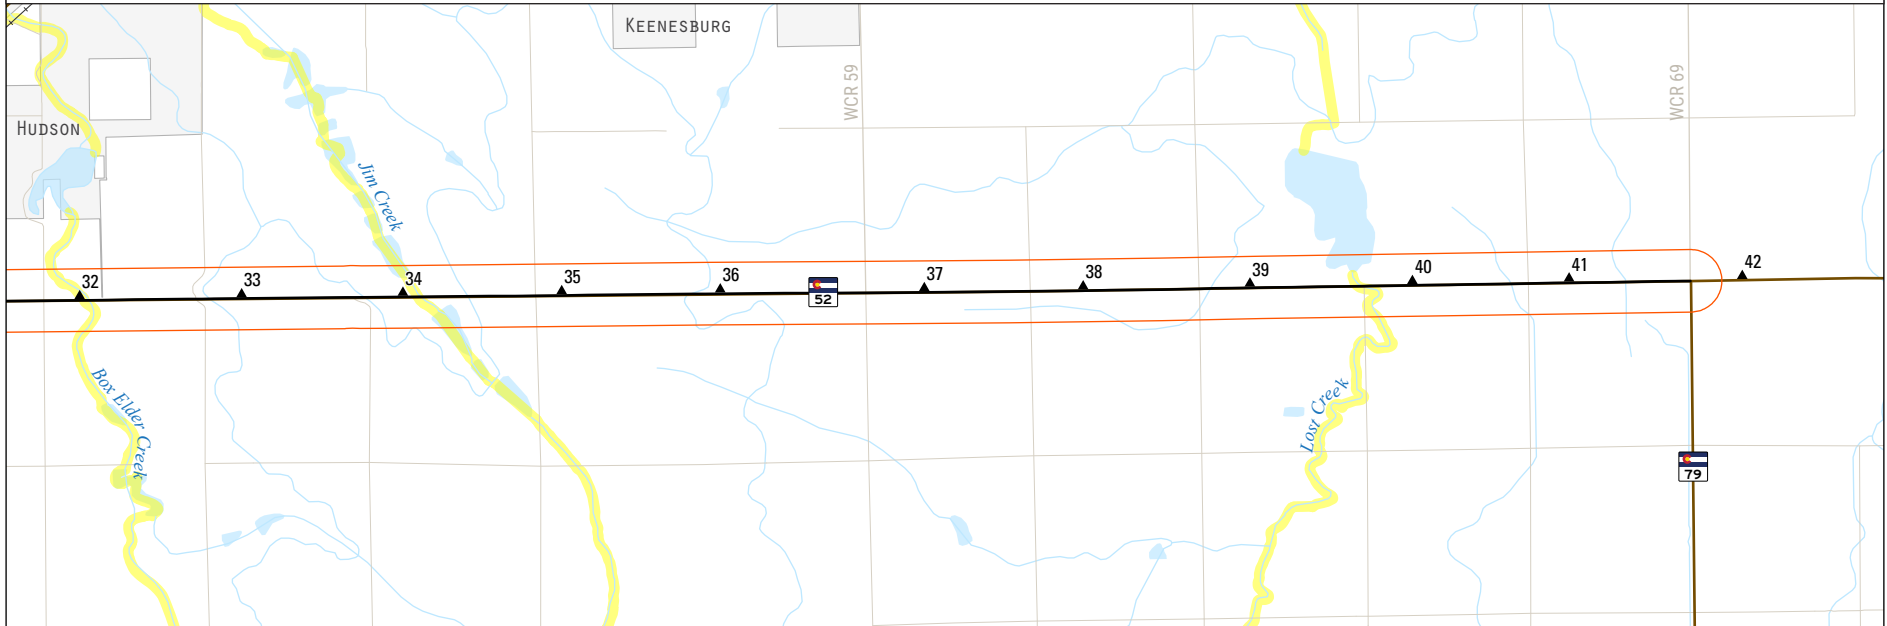 KEENESBURG
WCR 59
WCR 69
HUDSON
Jim Creek
32
33
34
35
36
52
37
38
39
40
41
42
Box Elder Creek
Lost Creek
79